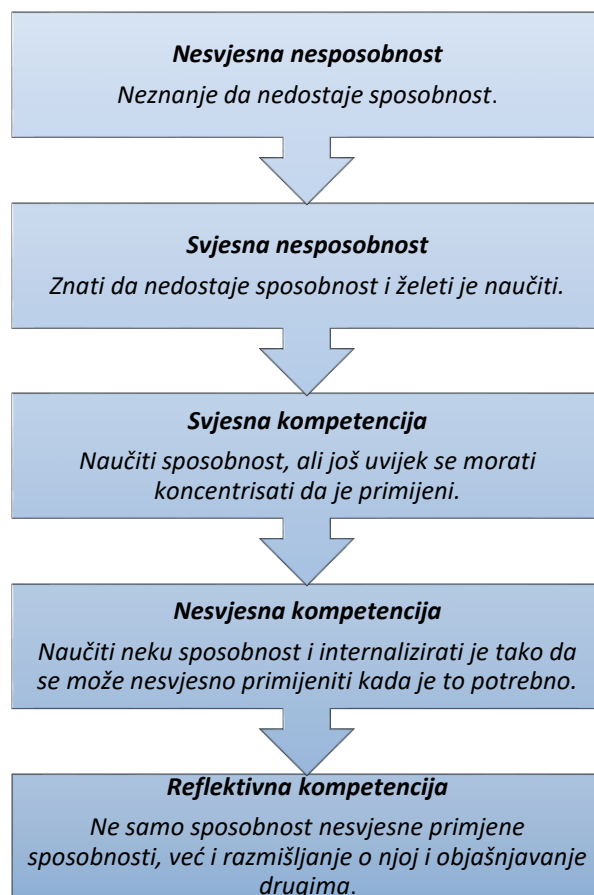 Nesvjesna nesposobnost
Neznanje da nedostaje sposobnost.
Svjesna nesposobnost
Znati da nedostaje sposobnost i želeti je naučiti.
Svjesna kompetencija
Naučiti sposobnost, ali još uvijek se morati
koncentrisati da je primijeni.
Nesvjesna kompetencija
Naučiti neku sposobnost i internalizirati je tako da
se može nesvjesno primijeniti kada je to potrebno.
Reflektivna kompetencija
Ne samo sposobnost nesvjesne primjene
sposobnosti, već i razmišljanje o njoj i objašnjavanje
drugima.